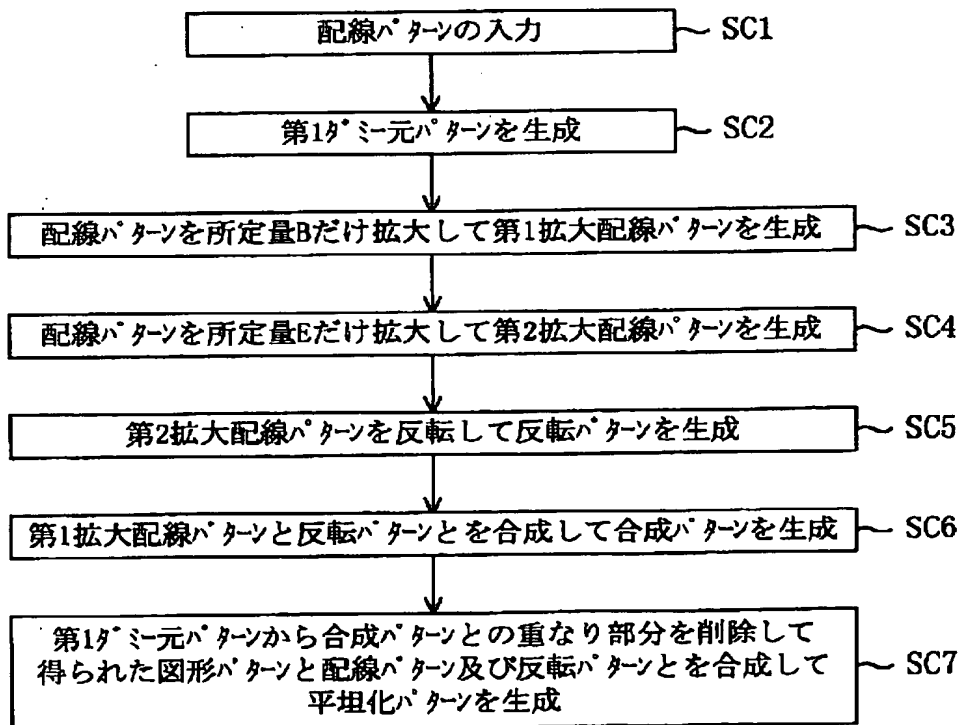 配線パターンの入力 ~ SC1
第1ダミー元パターンを生成 ~ SC2
配線パターンを所定量Bだけ拡大して第1拡大配線パターンを生成 ~ SC3
配線パターンを所定量Eだけ拡大して第2拡大配線パターンを生成 ~ SC4
第2拡大配線パターンを反転して反転パターンを生成 ~ SC5
第1拡大配線パターンと反転パターンとを合成して合成パターンを生成 ~ SC6
第1ダミー元パターンから合成パターンとの重なり部分を削除して
得られた図形パターンと配線パターン及び反転パターンとを合成して ~ SC7
平坦化パターンを生成